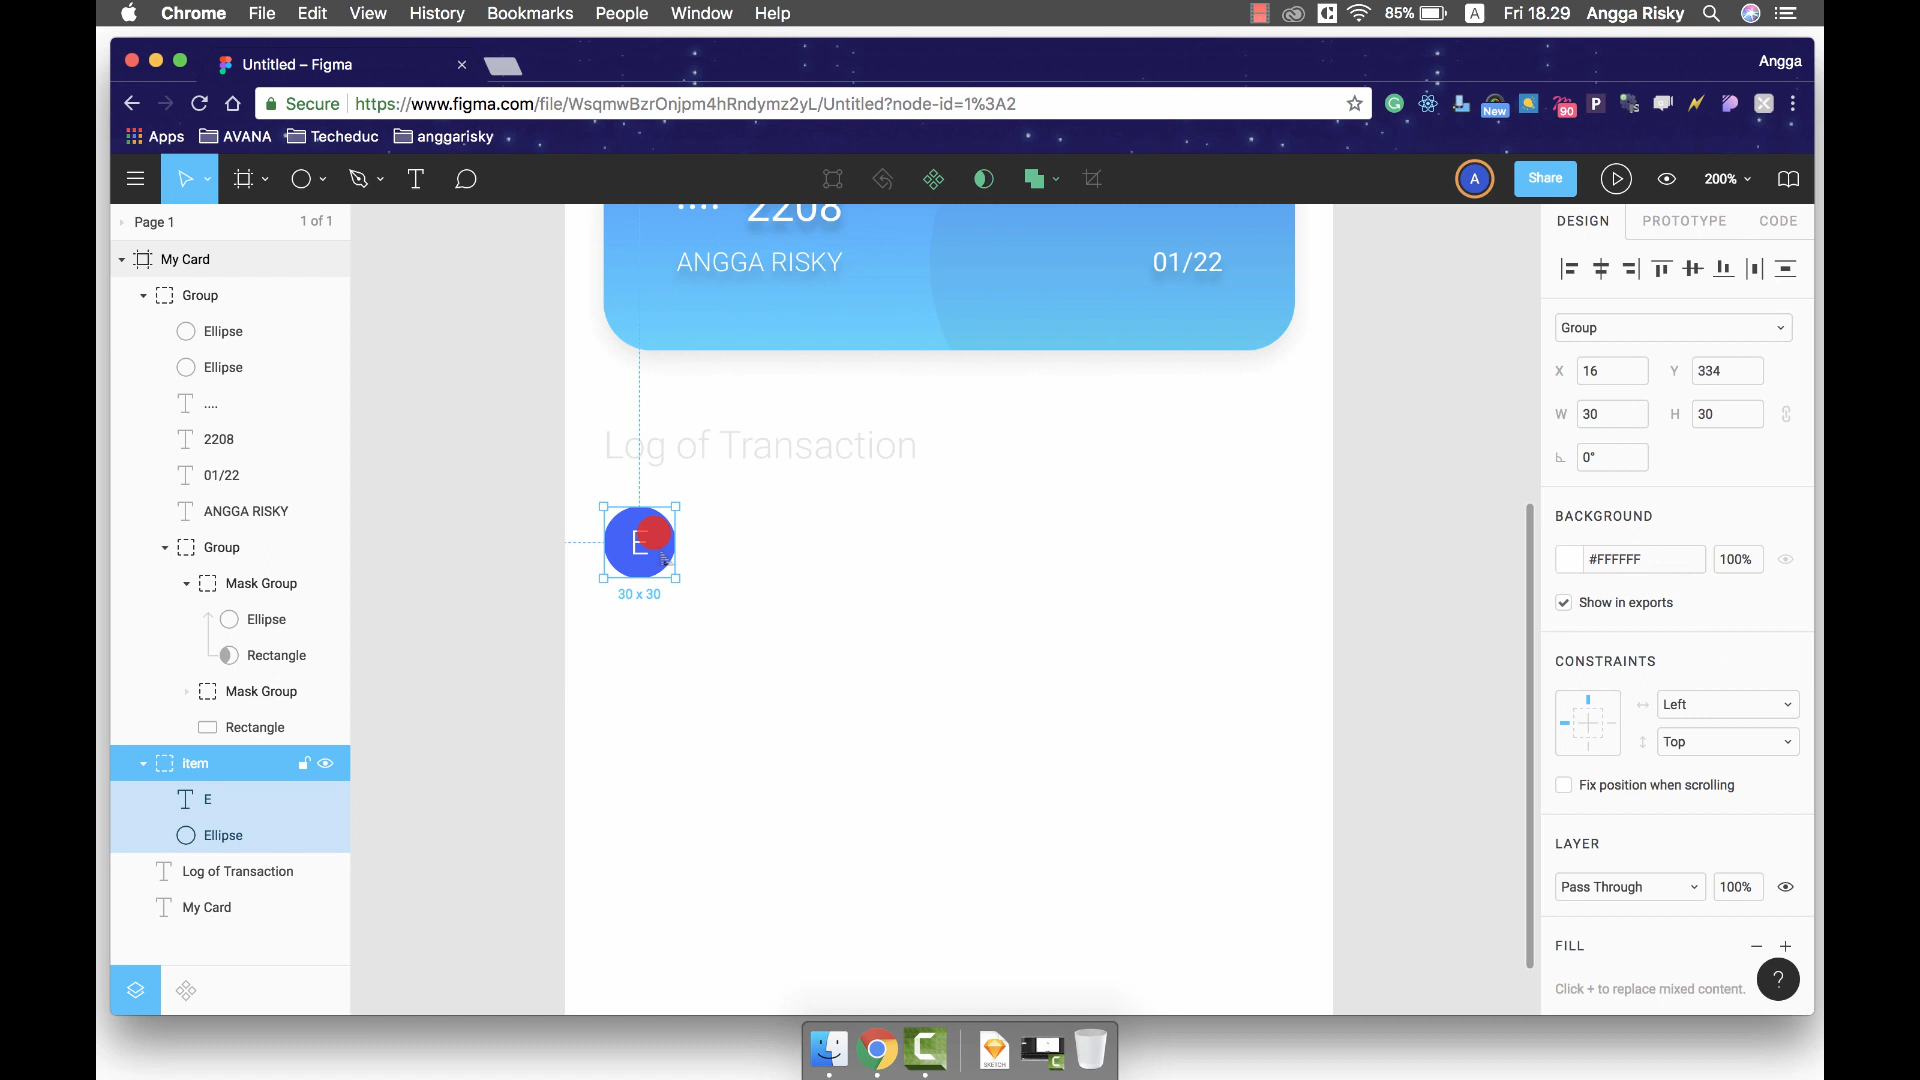 Chrome File Edit View History Bookmarks People Window Help 85% A Fri 18.29 Angga Risky
Untitled – Figma
Angga
Secure https://www.figma.com/file/WsqmwBzrOnjpm4hRndymz2yL/Untitled?node-id=1%3A2
New
90
P
Apps AVANA Techeduc anggarisky
A
Share
200%
Page 1
1 of 1
My Card
Group
Ellipse
Ellipse
....
2208
01/22
ANGGA RISKY
Group
Mask Group
Ellipse
Rectangle
Mask Group
Rectangle
item
E
Ellipse
Log of Transaction
My Card
.... 2208
ANGGA RISKY 01/22
Log of Transaction
E
30 x 30
DESIGN PROTOTYPE CODE
Group
X 16 Y 334
W 30 H 30
0°
BACKGROUND
#FFFFFF 100%
Show in exports
CONSTRAINTS
Left
Top
Fix position when scrolling
LAYER
Pass Through 100%
FILL
Click + to replace mixed content.
?
SKETCH